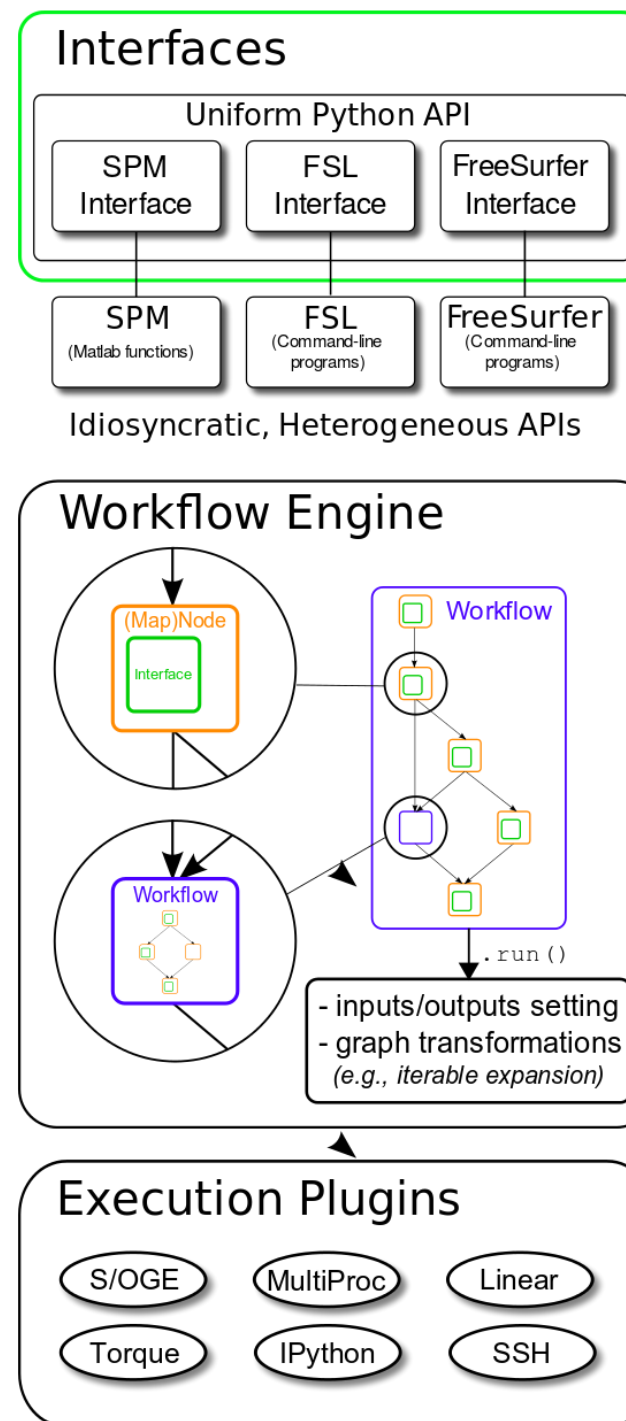 Interfaces
Uniform Python API
SPM
Interface
FSL
Interface
FreeSurfer
Interface
SPM
(Matlab functions)
FSL
(Command-line
programs)
FreeSurfer
(Command-line
programs)
Idiosyncratic, Heterogeneous APIs
Workflow Engine
(Map)Node
Interface
Workflow
Workflow
.run()
- inputs/outputs setting
- graph transformations
(e.g., iterable expansion)
Execution Plugins
S/OGE
MultiProc
Linear
Torque
IPython
SSH